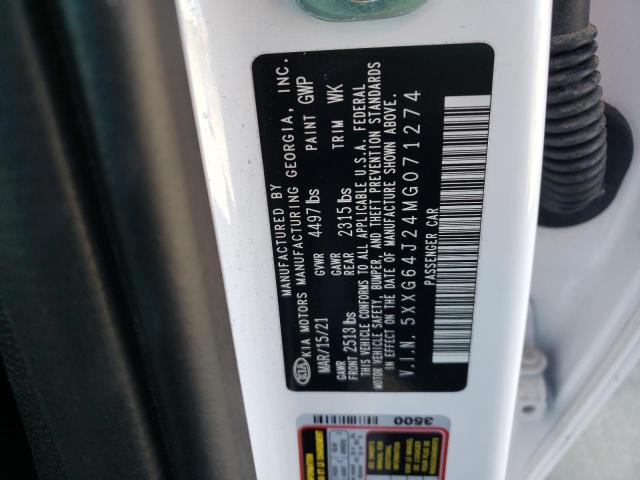 MANUFACTURED BY
KIA
KIA MOTORS MANUFACTURING GEORGIA, INC.
MAR/15/21
GVWR 4497 lbs
PAINT GWP
GAWR FRONT 2513 lbs
GAWR REAR 2315 lbs
TRIM WK
THIS VEHICLE CONFORMS TO ALL APPLICABLE U.S.A. FEDERAL
MOTOR VEHICLE SAFETY, BUMPER, AND THEFT PREVENTION STANDARDS
IN EFFECT ON THE DATE OF MANUFACTURE SHOWN ABOVE.
V.I.N. 5XXG64J24MG071274
PASSENGER CAR
3500